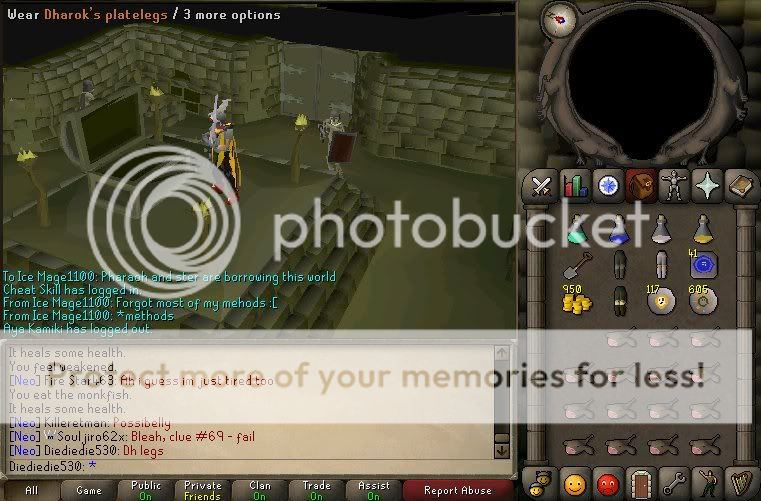 Wear Dharok's platelegs / 3 more options
photobucket
To Ice Mage1100: Pharaoh and ster are borrowing this world
Cheat Skill has logged in.
From Ice Mage1100: Forgot most of my mehods :[
From Ice Mage1100: *methods
Aya Kamiki has logged out.
41
950
117
605
Protect more of your memories for less!
It heals some health.
You feel weakened.
[Neo] Fire Star463: Ah guess im just tired too
You eat the monkfish.
It heals some health.
[Neo] Killeretman: Possibelly
[Neo] Souljiro62x: Bleah, clue #69 - fail
[Neo] Diediedie530: Dh legs
Diediedie530: *
All
Game
Public
On
Private
Friends
Clan
On
Trade
On
Assist
On
Report Abuse